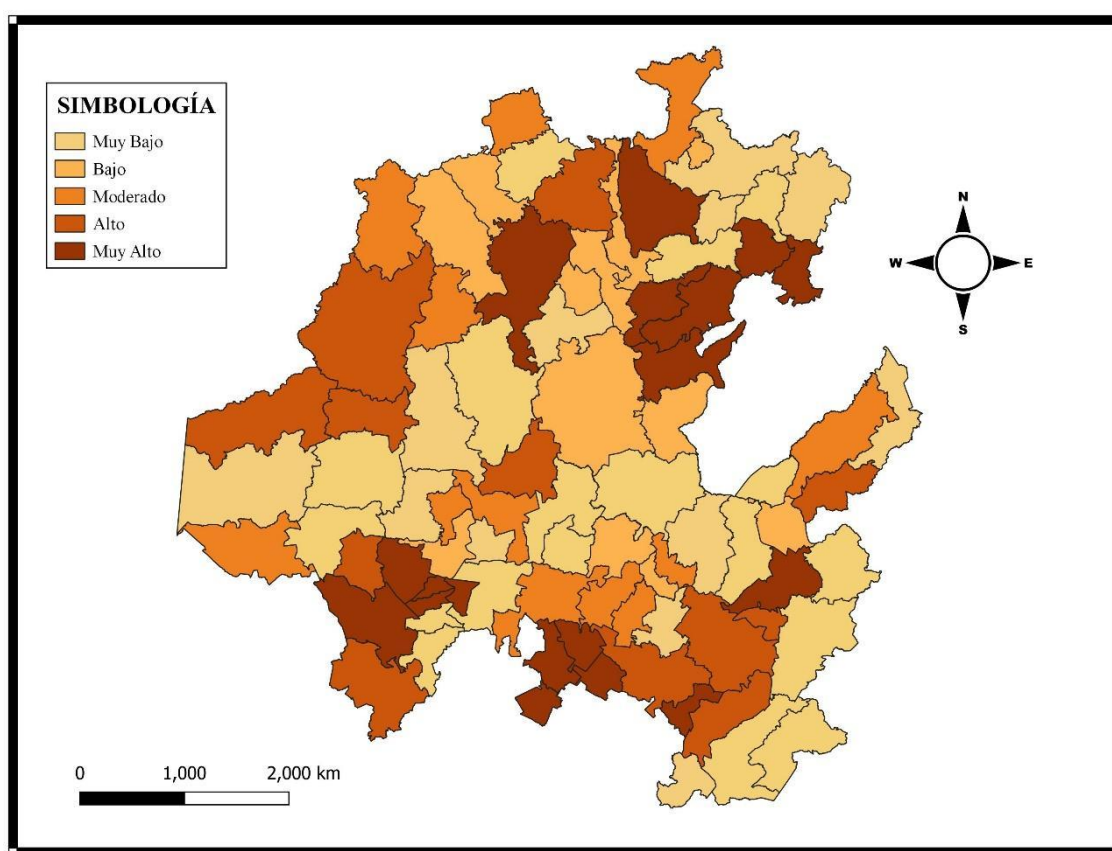 SIMBOLOGÍA
Muy Bajo
Bajo
Moderado
Alto
Muy Alto
N
W
E
S
0 1,000 2,000 km